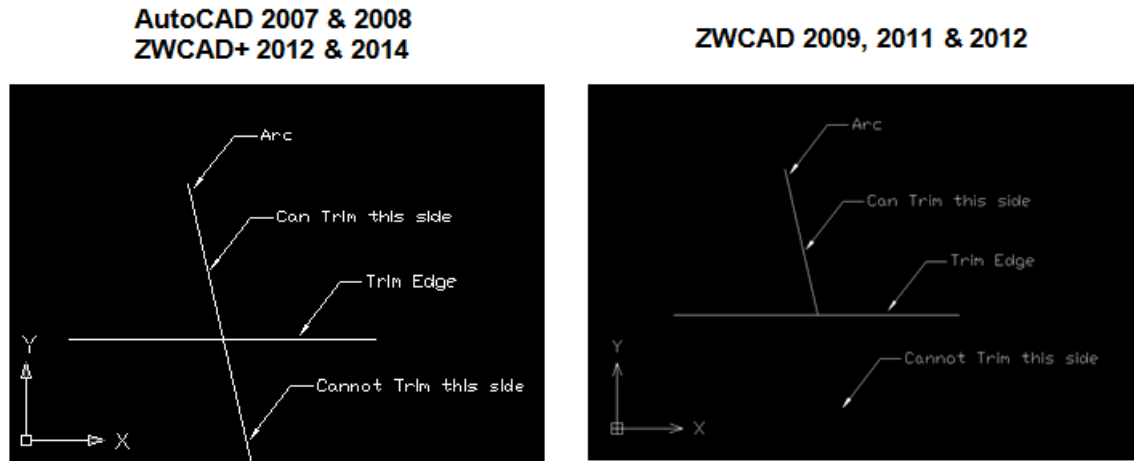 AutoCAD 2007 & 2008
ZWCAD+ 2012 & 2014
Arc
Can Trim this side
Trim Edge
Cannot Trim this side
Y
X
ZWCAD 2009, 2011 & 2012
Arc
Can Trim this side
Trim Edge
Cannot Trim this side
Y
X